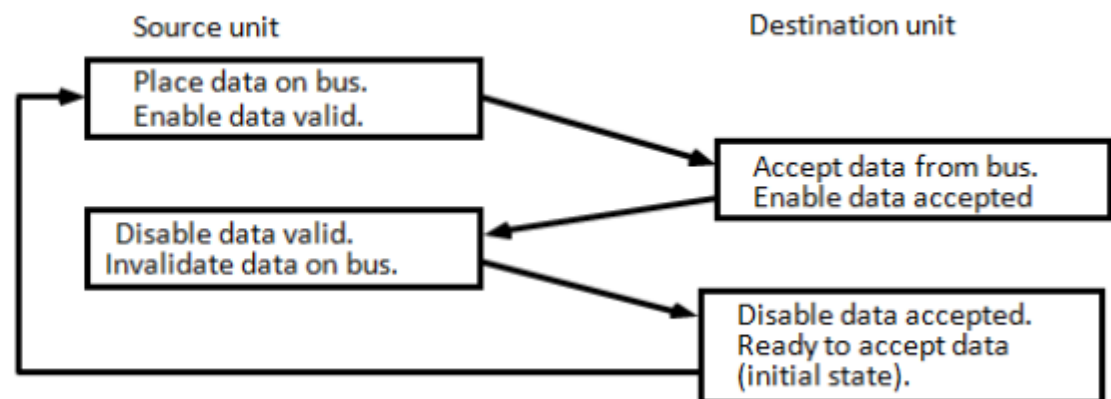 Source unit
Destination unit
Place data on bus.
Enable data valid.
Accept data from bus.
Enable data accepted
Disable data valid.
Invalidate data on bus.
Disable data accepted.
Ready to accept data
(initial state).